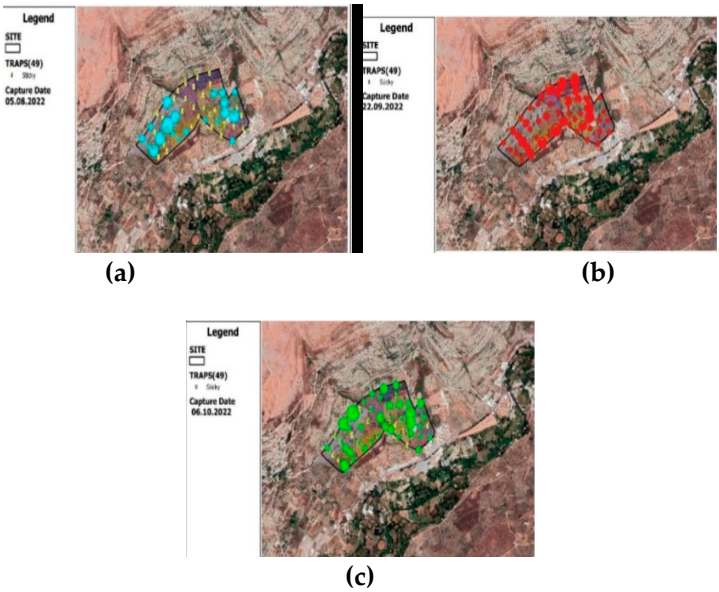 Legend
SITE
TRAPS(49)
Sticky
Capture Date
05.08.2022
(a)
Legend
SITE
TRAPS(49)
Sticky
Capture Date
22.09.2022
(b)
Legend
SITE
TRAPS(49)
Sticky
Capture Date
06.10.2022
(c)